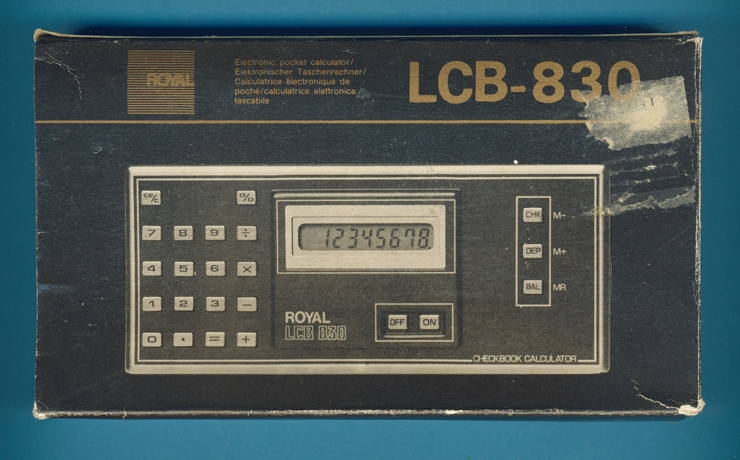 ROYAL
Electronic pocket calculator/
Elektronischer Taschenrechner/
Calculatrice électronique de
poche/calculatrice elettronica
tascabile
LCB-830
CE/C
%
7 8 9 ÷
4 5 6 X
1 2 3 −
0 . = +
12345678
ROYAL
LCB 830
OFF ON
CHK M-
DEP M+
BAL MR
CHECKBOOK CALCULATOR